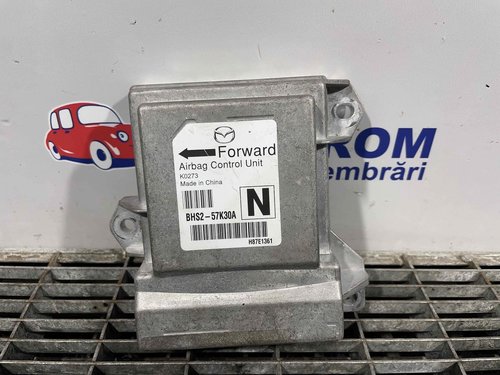 Forward
Airbag Control Unit
K0273
Made in China
BHS2-57K30A
N
H87E1361
ROM
embrări